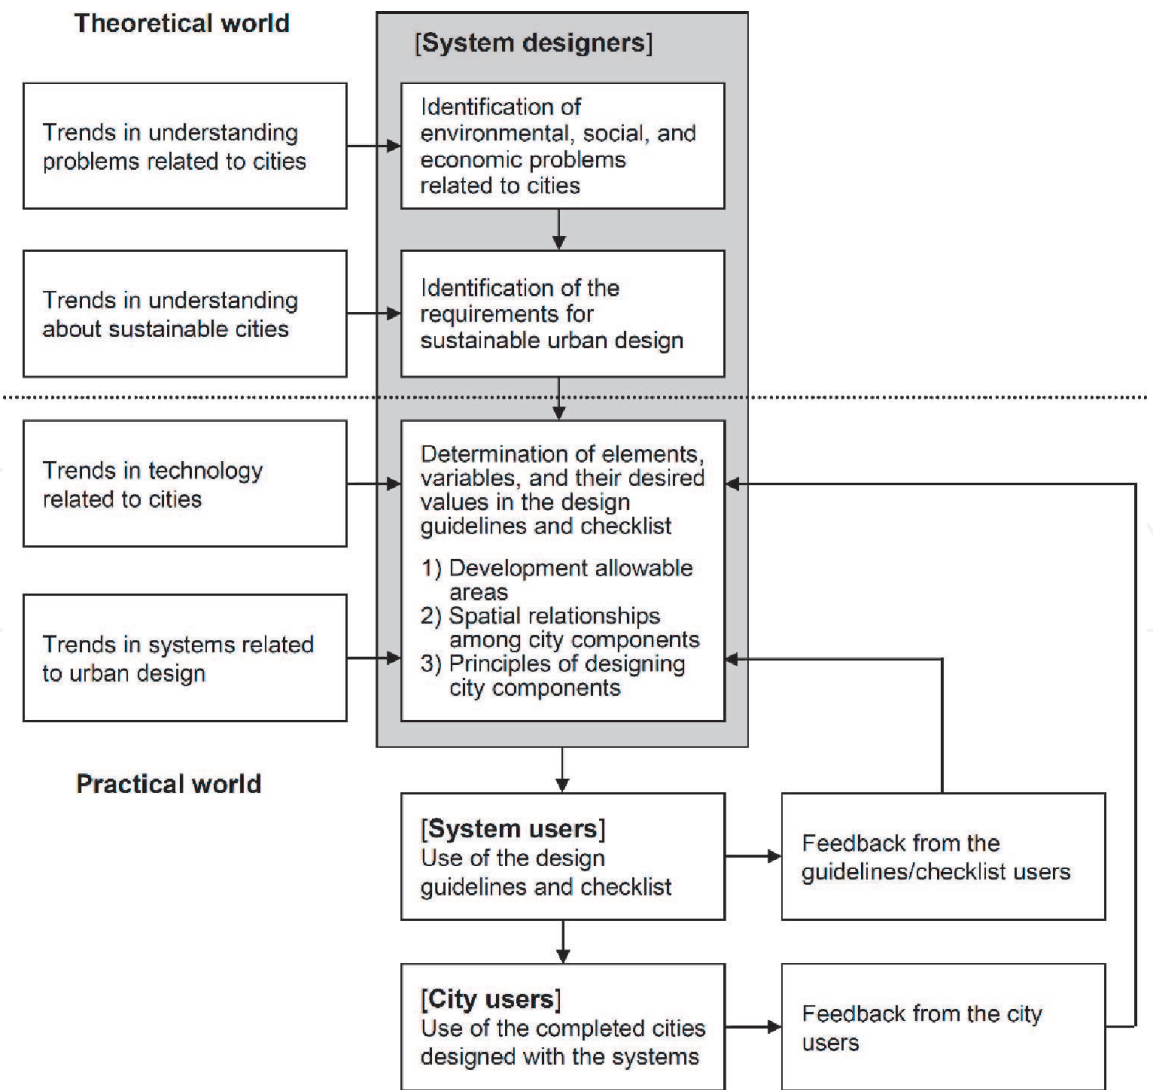 Theoretical world
[System designers]
Trends in understanding
problems related to cities
Identification of
environmental, social, and
economic problems
related to cities
Trends in understanding
about sustainable cities
Identification of the
requirements for
sustainable urban design
Trends in technology
related to cities
Determination of elements,
variables, and their desired
values in the design
guidelines and checklist
1) Development allowable
areas
2) Spatial relationships
among city components
3) Principles of designing
city components
Trends in systems related
to urban design
Practical world
[System users]
Use of the design
guidelines and checklist
Feedback from the
guidelines/checklist users
[City users]
Use of the completed cities
designed with the systems
Feedback from the city
users